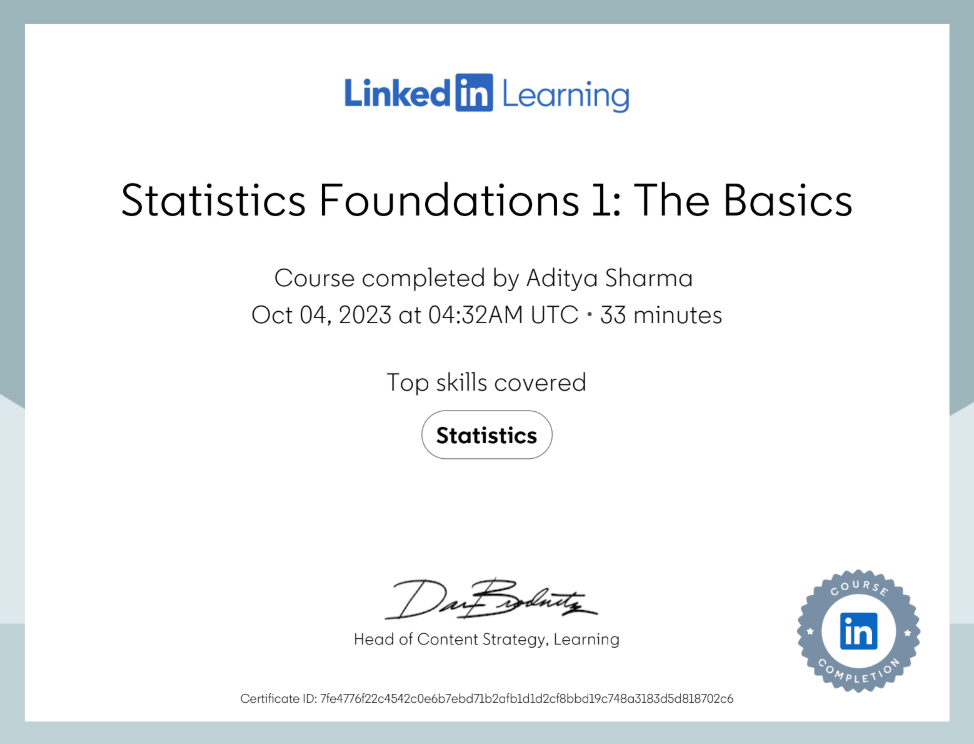 Linked in Learning
Statistics Foundations 1: The Basics
Course completed by Aditya Sharma
Oct 04, 2023 at 04:32AM UTC • 33 minutes
Top skills covered
Statistics
Dan Brodnitz
Head of Content Strategy, Learning
COURSE
in
COMPLETION
Certificate ID: 7fe4776f22c4542c0e6b7ebd71b2afb1d1d2cf8bbd19c748a3183d5d818702c6